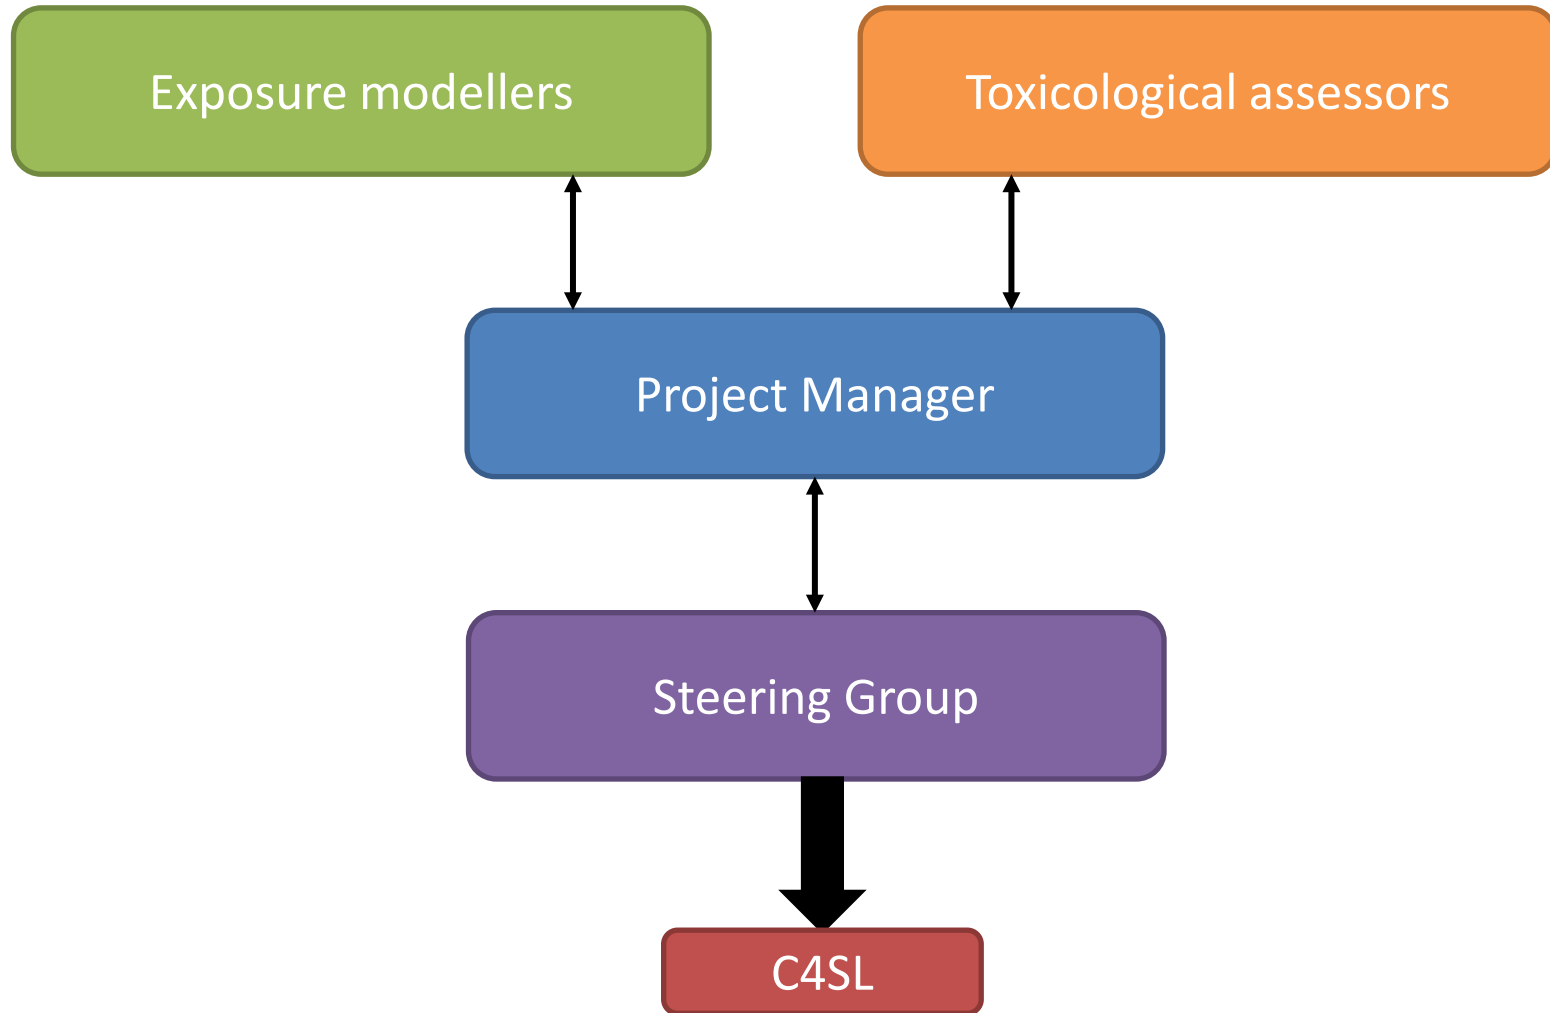 Exposure modellers
Toxicological assessors
Project Manager
Steering Group
C4SL